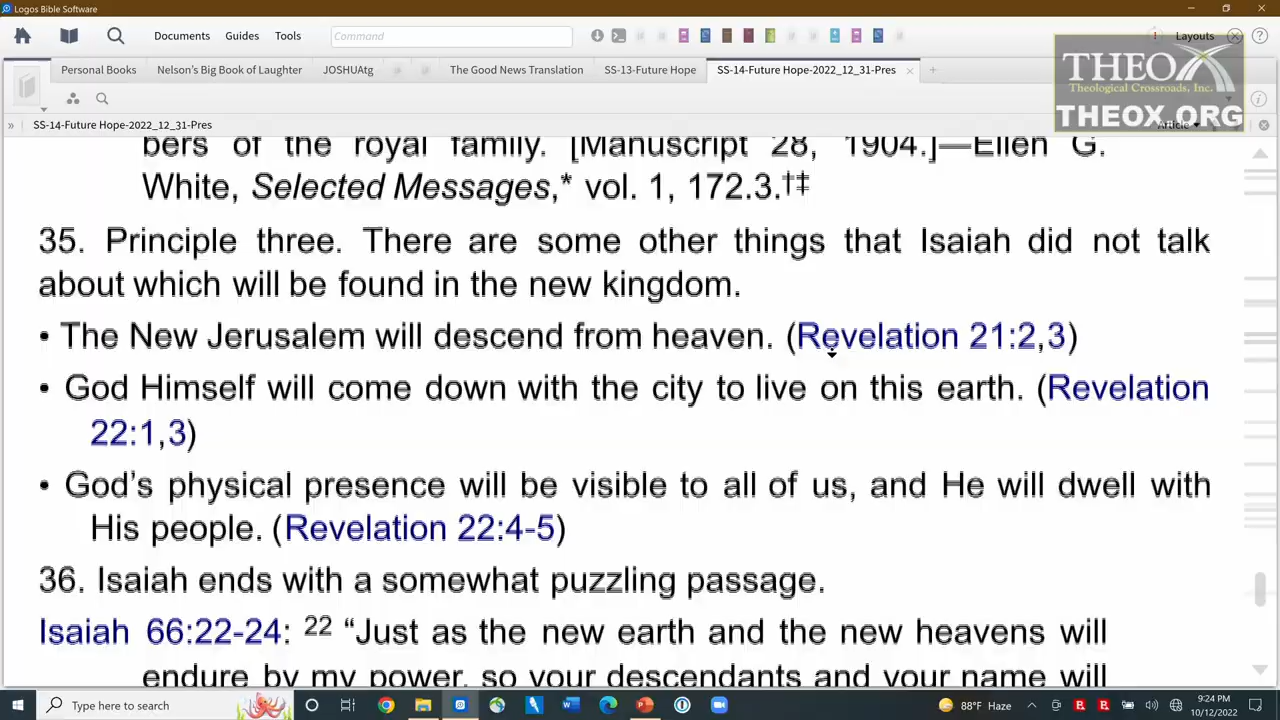 Logos Bible Software
Documents Guides Tools Command Layouts
Personal Books Nelson's Big Book of Laughter JOSHUAtg The Good News Translation SS-13-Future Hope SS-14-Future Hope-2022_12_31-Pres
THEOX
Theological Crossroads, Inc.
THEOX.ORG
SS-14-Future Hope-2022_12_31-Pres Article
bers of the royal family. [Manuscript 28, 1904.]—Ellen G.
White, Selected Messages,* vol. 1, 172.3.†‡
35. Principle three. There are some other things that Isaiah did not talk
about which will be found in the new kingdom.
• The New Jerusalem will descend from heaven. (Revelation 21:2,3)
• God Himself will come down with the city to live on this earth. (Revelation
22:1,3)
• God's physical presence will be visible to all of us, and He will dwell with
His people. (Revelation 22:4-5)
36. Isaiah ends with a somewhat puzzling passage.
Isaiah 66:22-24: 22 “Just as the new earth and the new heavens will
endure by my power, so your descendants and your name will
Type here to search
88°F Haze
9:24 PM
10/12/2022